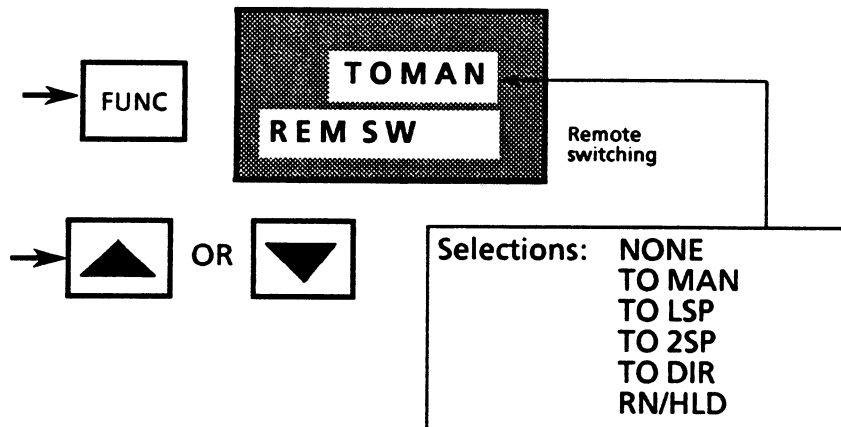 FUNC
TOMAN
REM SW
Remote
switching
OR
Selections: NONE
TO MAN
TO LSP
TO 2SP
TO DIR
RN/HLD